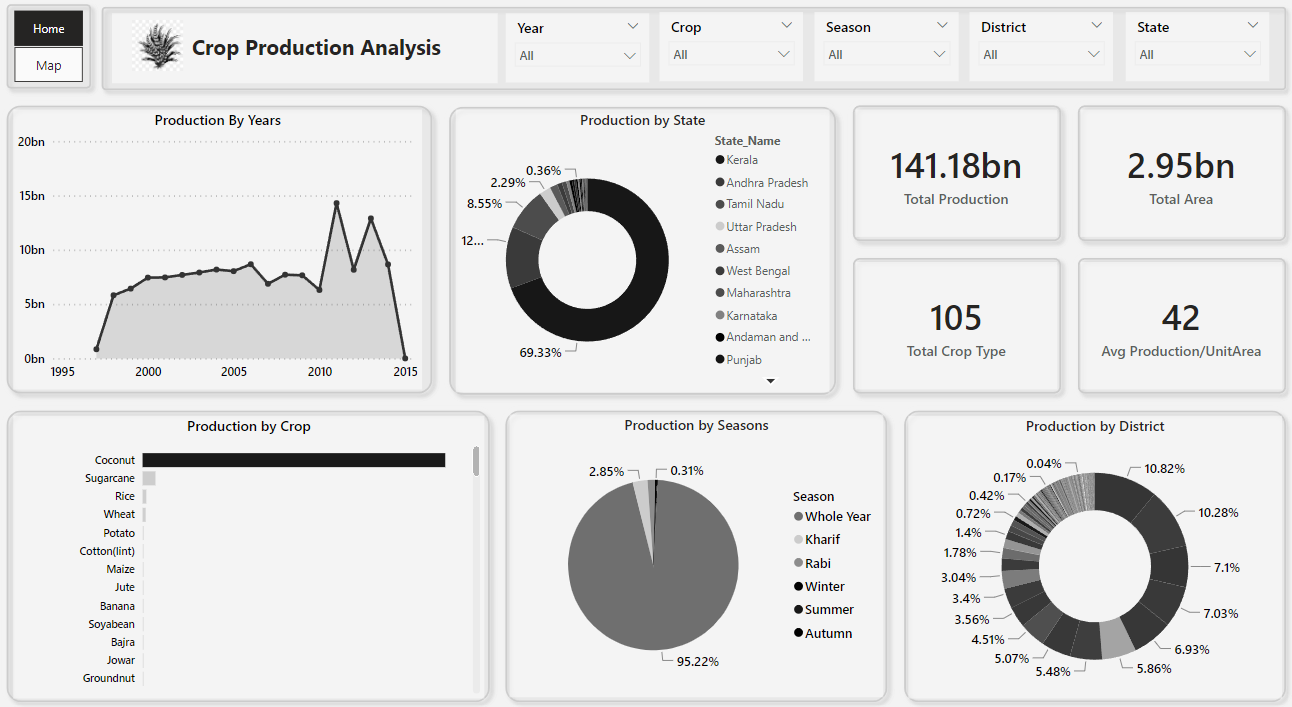 Home
Map
Crop Production Analysis
Year
All
Crop
All
Season
All
District
All
State
All
Production By Years
20bn
15bn
10bn
5bn
0bn
1995 2000 2005 2010 2015
Production by State
0.36%
2.29%
8.55%
12...
69.33%
State_Name
Kerala
Andhra Pradesh
Tamil Nadu
Uttar Pradesh
Assam
West Bengal
Maharashtra
Karnataka
Andaman and ...
Punjab
141.18bn
Total Production
2.95bn
Total Area
105
Total Crop Type
42
Avg Production/UnitArea
Production by Crop
Coconut
Sugarcane
Rice
Wheat
Potato
Cotton(lint)
Maize
Jute
Banana
Soyabean
Bajra
Jowar
Groundnut
Production by Seasons
2.85% 0.31%
95.22%
Season
Whole Year
Kharif
Rabi
Winter
Summer
Autumn
Production by District
0.04%
0.17%
0.42%
0.72%
1.4%
1.78%
3.04%
3.4%
3.56%
4.51%
5.07%
5.48%
10.82%
10.28%
7.1%
7.03%
6.93%
5.86%